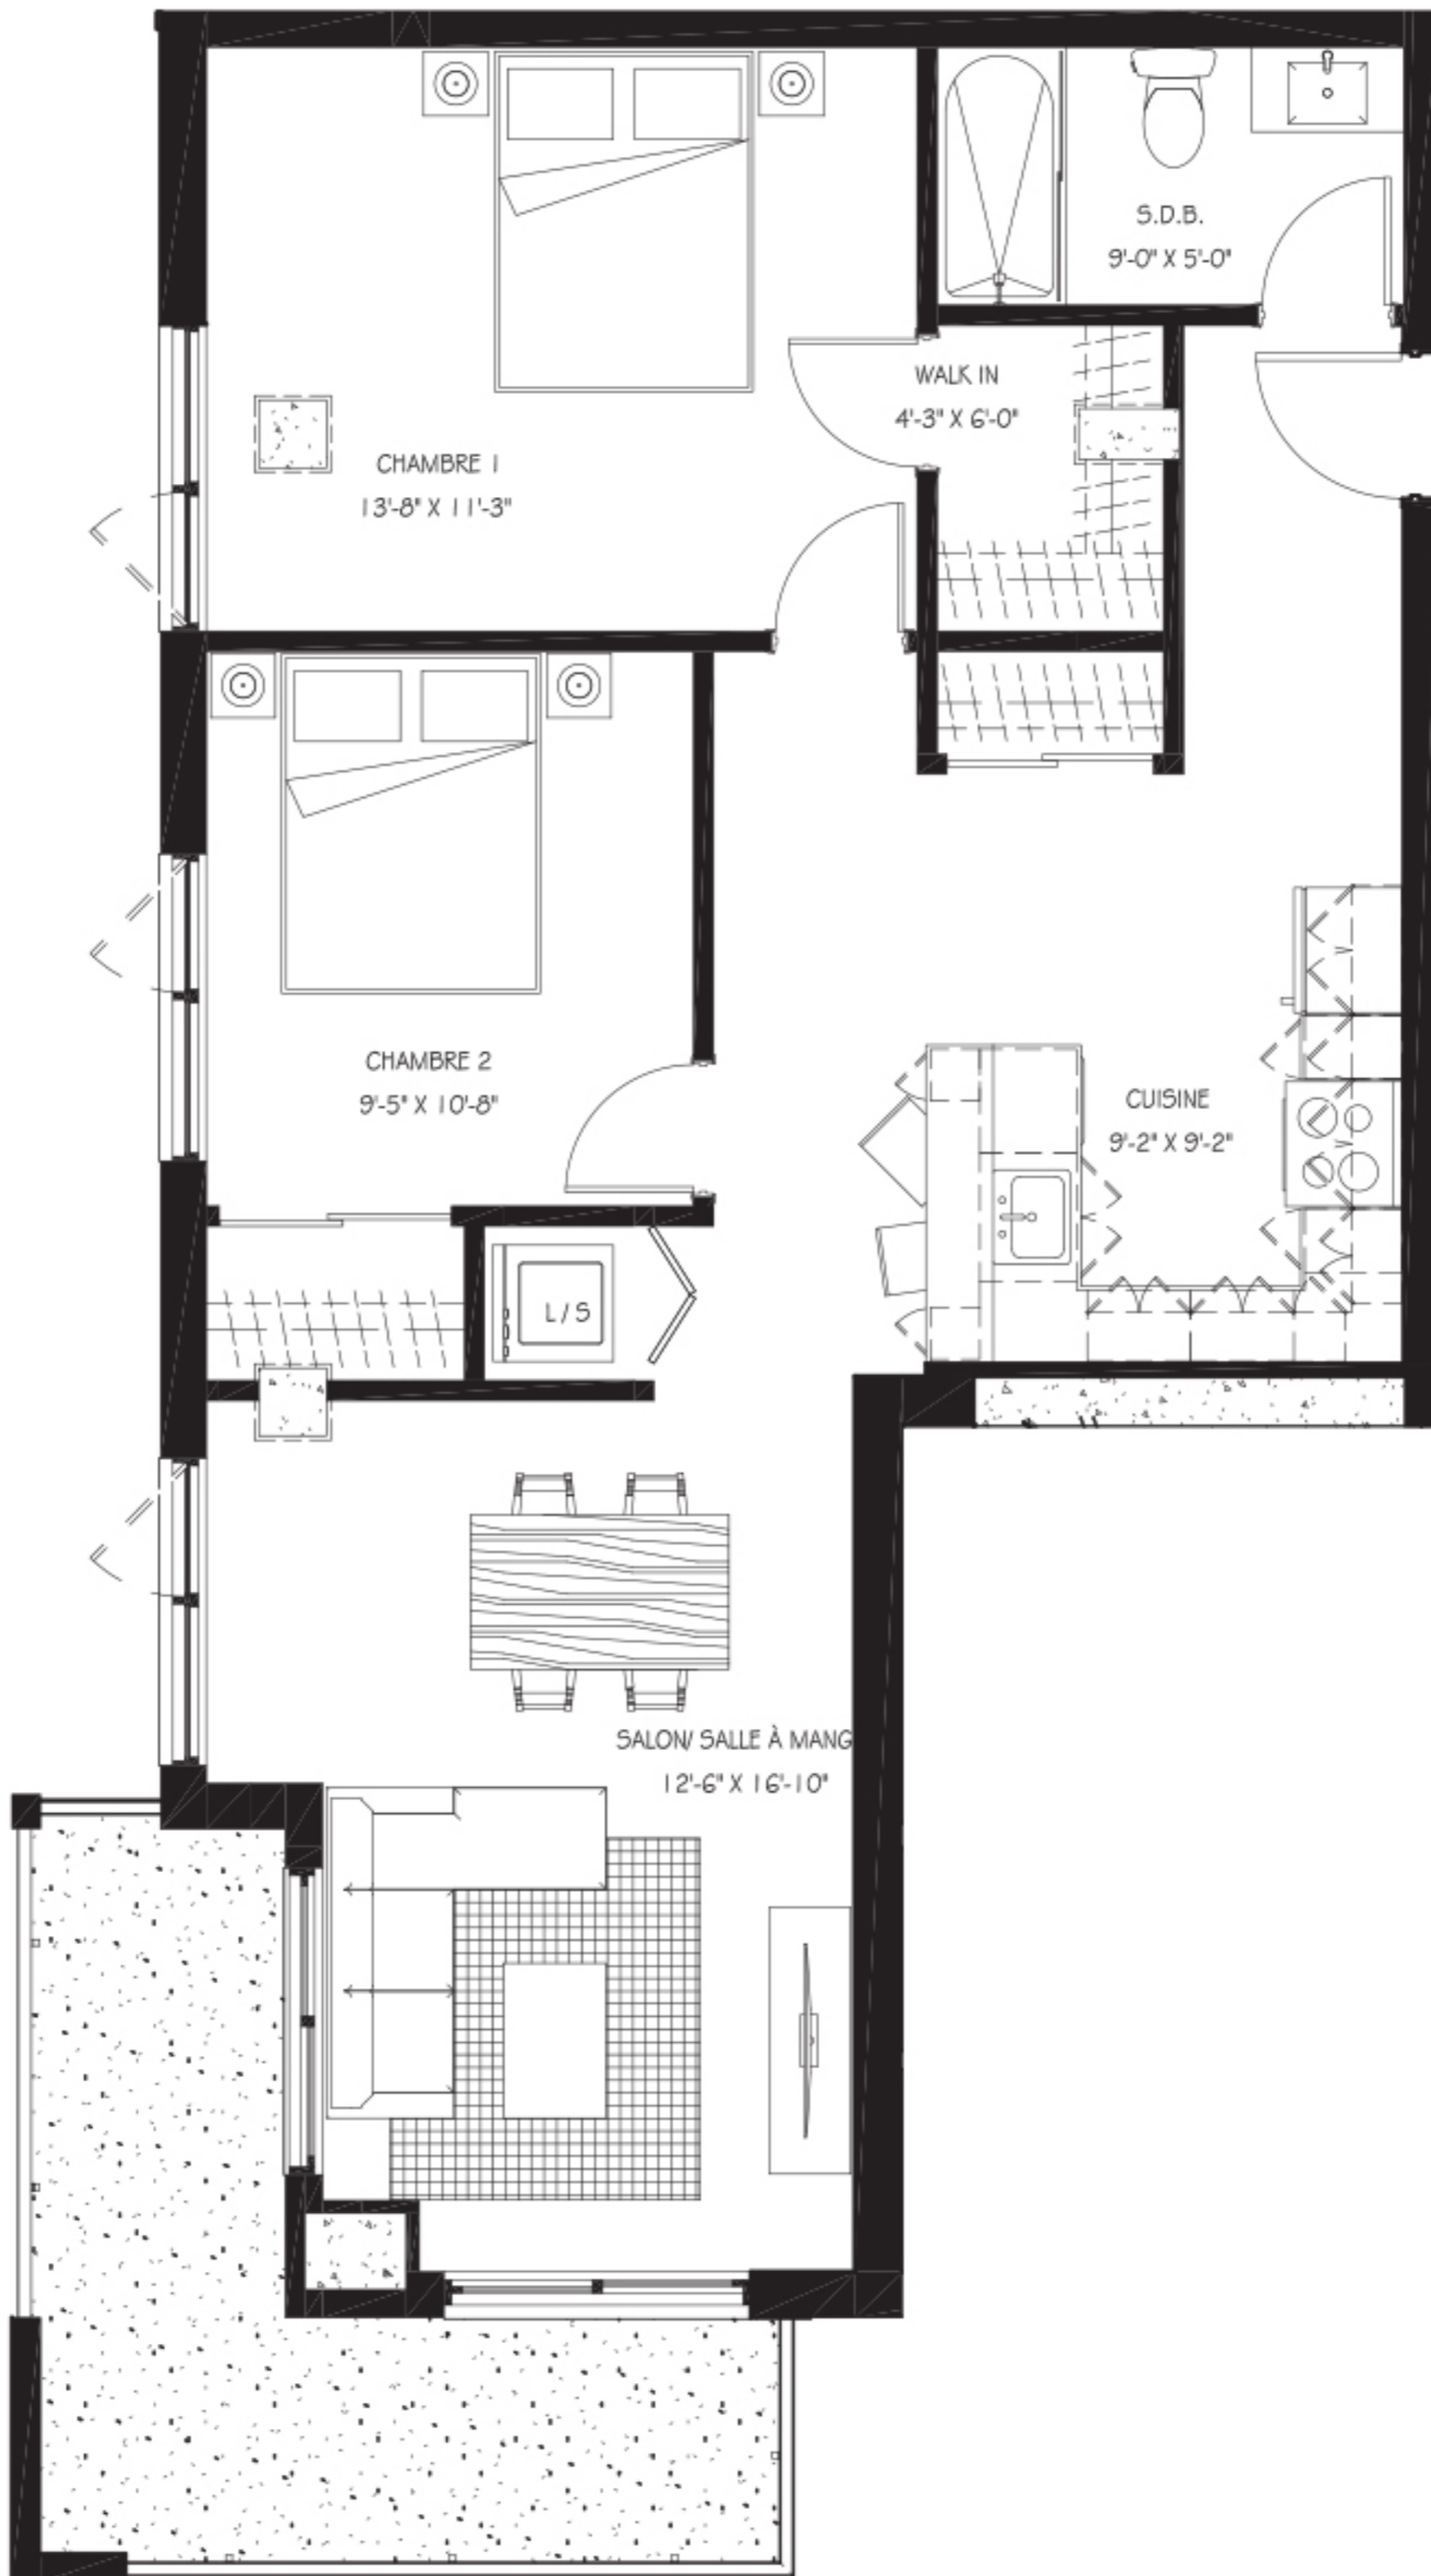 S.D.B.
9'-0" X 5'-0"
WALK IN
4'-3" X 6'-0"
CHAMBRE 1
13'-8" X 11'-3"
CHAMBRE 2
9'-5" X 10'-8"
CUISINE
9'-2" X 9'-2"
L / S
SALON/ SALLE À MANG
12'-6" X 16'-10"